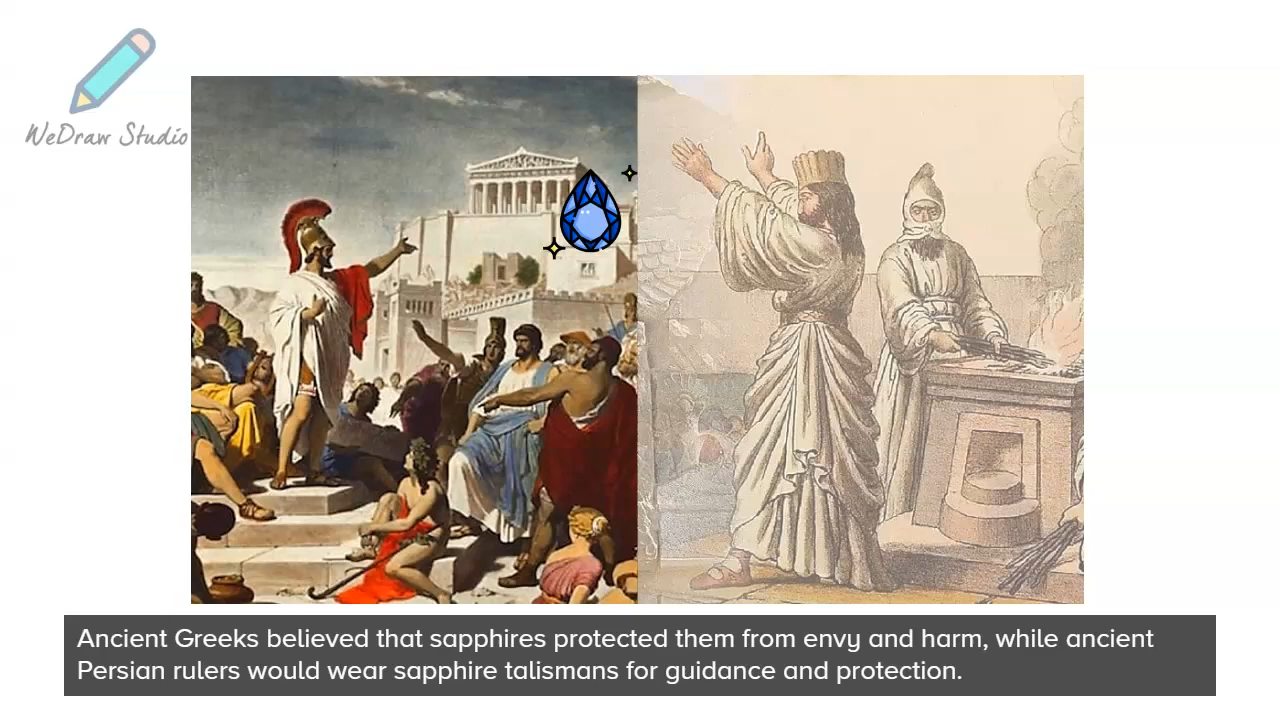 WeDraw Studio
Ancient Greeks believed that sapphires protected them from envy and harm, while ancient
Persian rulers would wear sapphire talismans for guidance and protection.